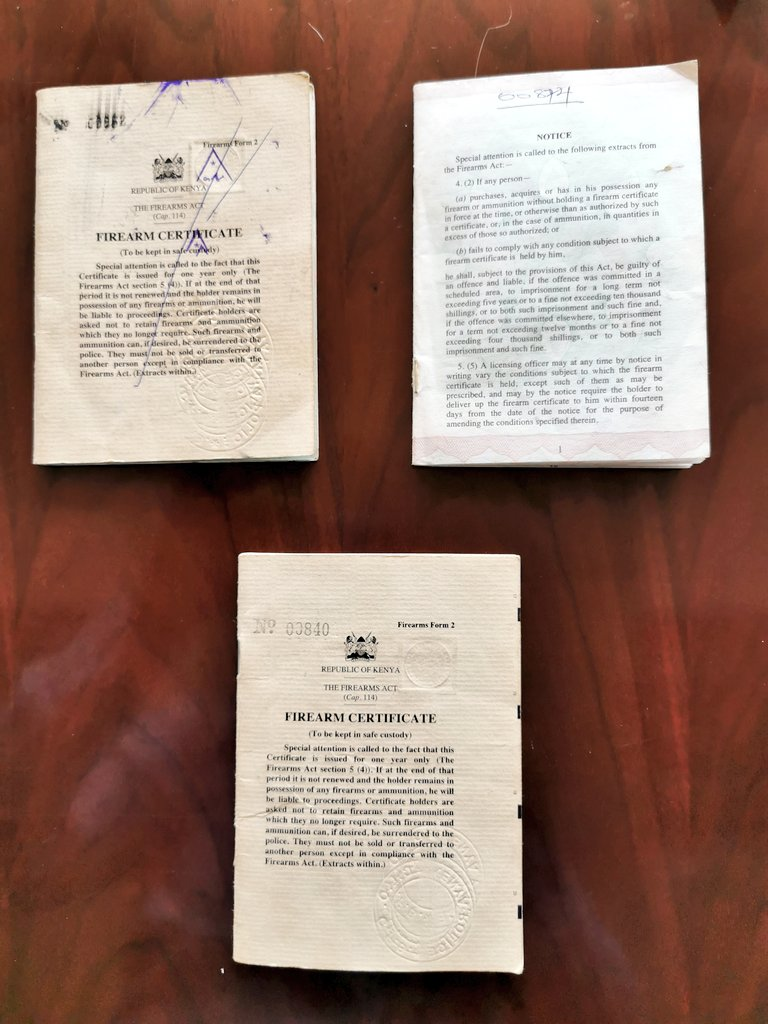 Nº
Firearms Form 2
REPUBLIC OF KENYA
THE FIREARMS ACT
(Cap. 114)
FIREARM CERTIFICATE
(To be kept in safe custody)
Special attention is called to the fact that this
Certificate is issued for one year only (The
Firearms Act section 5 (4)). If at the end of that
period it is not renewed and the holder remains in
possession of any firearms or ammunition, he will
be liable to proceedings. Certificate holders are
asked not to retain firearms and ammunition
which they no longer require. Such firearms and
ammunition can, if desired, be surrendered to the
police. They must not be sold or transferred to
another person except in compliance with the
Firearms Act. (Extracts within.)
NOTICE
Special attention is called to the following extracts from
the Firearms Act:—
4. (2) If any person—
(a) purchases, acquires or has in his possession any
firearm or ammunition without holding a firearm certificate
in force at the time, or otherwise than as authorized by such
a certificate, or, in the case of ammunition, in quantities in
excess of those so authorized; or
(b) fails to comply with any condition subject to which a
firearm certificate is held by him,
he shall, subject to the provisions of this Act, be guilty of
an offence and liable, if the offence was committed in a
scheduled area, to imprisonment for a long term not
exceeding five years or to a fine not exceeding ten thousand
shillings, or to both such imprisonment and such fine and,
if the offence was committed elsewhere, to imprisonment
for a term not exceeding twelve months or to a fine not
exceeding four thousand shillings, or to both such
imprisonment and such fine.
5. (5) A licensing officer may at any time by notice in
writing vary the conditions subject to which the firearm
certificate is held, except such of them as may be
prescribed, and may by the notice require the holder to
deliver up the firearm certificate to him within fourteen
days from the date of the notice for the purpose of
amending the conditions specified therein.
1
Nº 00840
Firearms Form 2
REPUBLIC OF KENYA
THE FIREARMS ACT
(Cap. 114)
FIREARM CERTIFICATE
(To be kept in safe custody)
Special attention is called to the fact that this
Certificate is issued for one year only (The
Firearms Act section 5 (4)). If at the end of that
period it is not renewed and the holder remains in
possession of any firearms or ammunition, he will
be liable to proceedings. Certificate holders are
asked not to retain firearms and ammunition
which they no longer require. Such firearms and
ammunition can, if desired, be surrendered to the
police. They must not be sold or transferred to
another person except in compliance with the
Firearms Act. (Extracts within.)